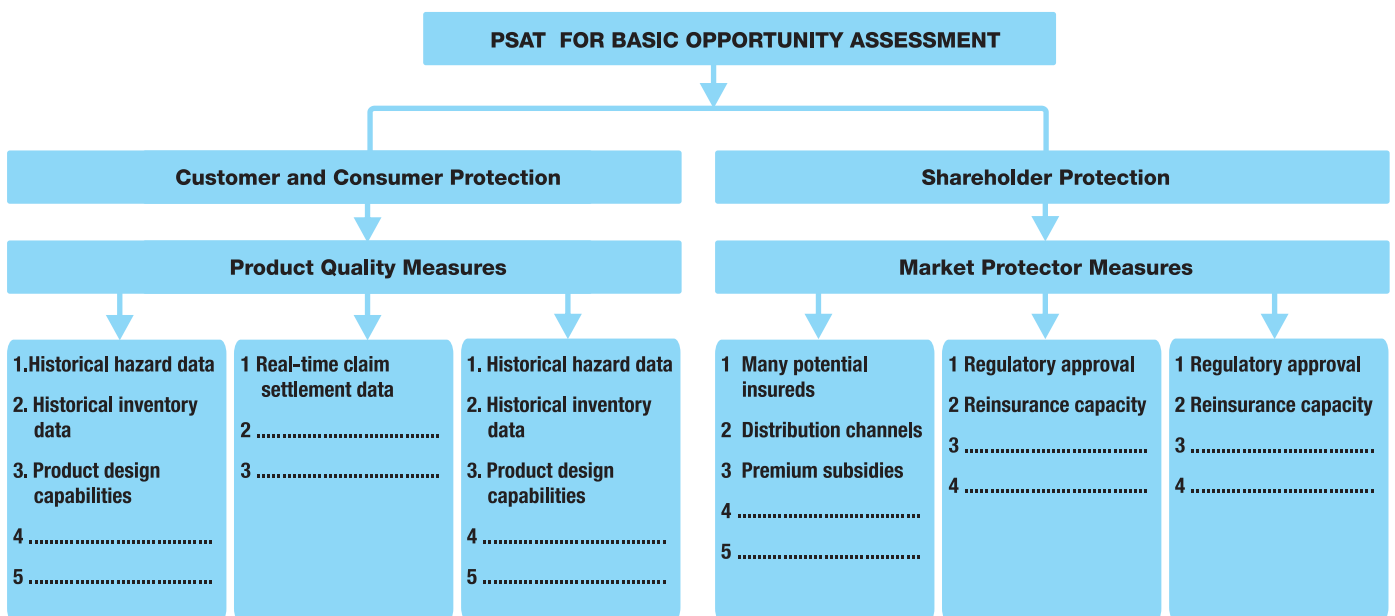 PSAT FOR BASIC OPPORTUNITY ASSESSMENT
Customer and Consumer Protection
Shareholder Protection
Product Quality Measures
Market Protector Measures
1.Historical hazard data
2. Historical inventory
data
3. Product design
capabilities
4 ................................
5 ................................
1 Real-time claim
settlement data
2 ................................
3 ................................
1. Historical hazard data
2. Historical inventory
data
3. Product design
capabilities
4 ................................
5 ................................
1 Many potential
insureds
2 Distribution channels
3 Premium subsidies
4 ................................
5 ................................
1 Regulatory approval
2 Reinsurance capacity
3 ................................
4 ................................
1 Regulatory approval
2 Reinsurance capacity
3 ................................
4 ................................